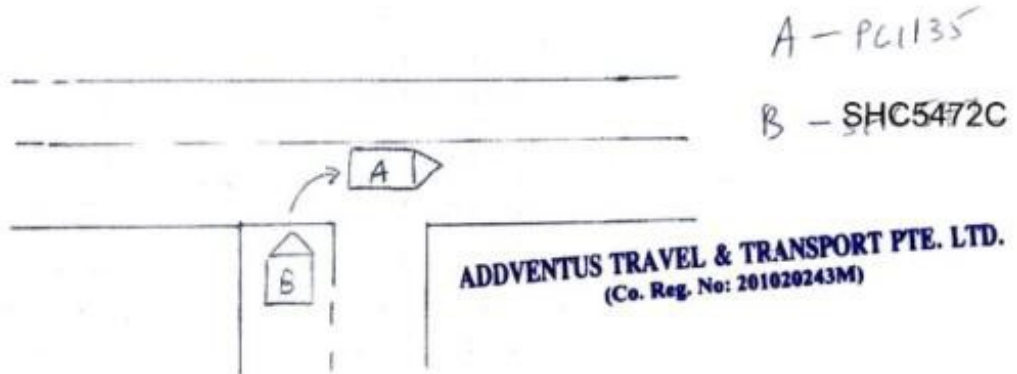 A - PC1135
B - SHC5472C
A
B
ADDVENTUS TRAVEL & TRANSPORT PTE. LTD.
(Co. Reg. No: 201020243M)